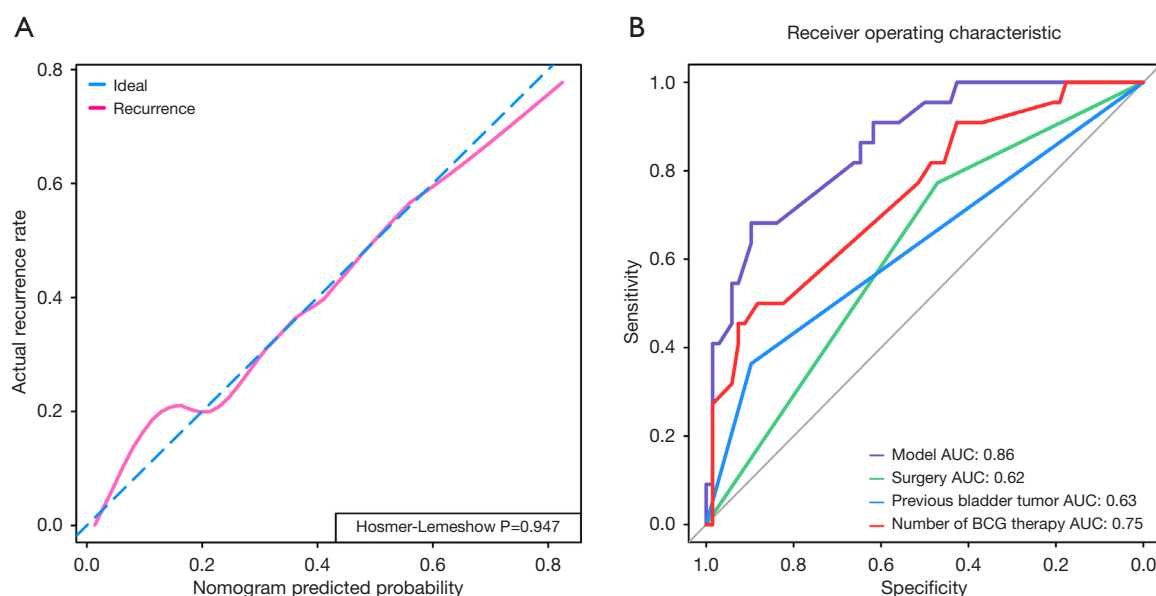 A
0.8
0.6
0.4
0.2
0.0
Actual recurrence rate
Ideal
Recurrence
Hosmer-Lemeshow P=0.947
0.0 0.2 0.4 0.6 0.8
Nomogram predicted probability
B
Receiver operating characteristic
1.0
0.8
0.6
0.4
0.2
0.0
Sensitivity
Model AUC: 0.86
Surgery AUC: 0.62
Previous bladder tumor AUC: 0.63
Number of BCG therapy AUC: 0.75
1.0 0.8 0.6 0.4 0.2 0.0
Specificity